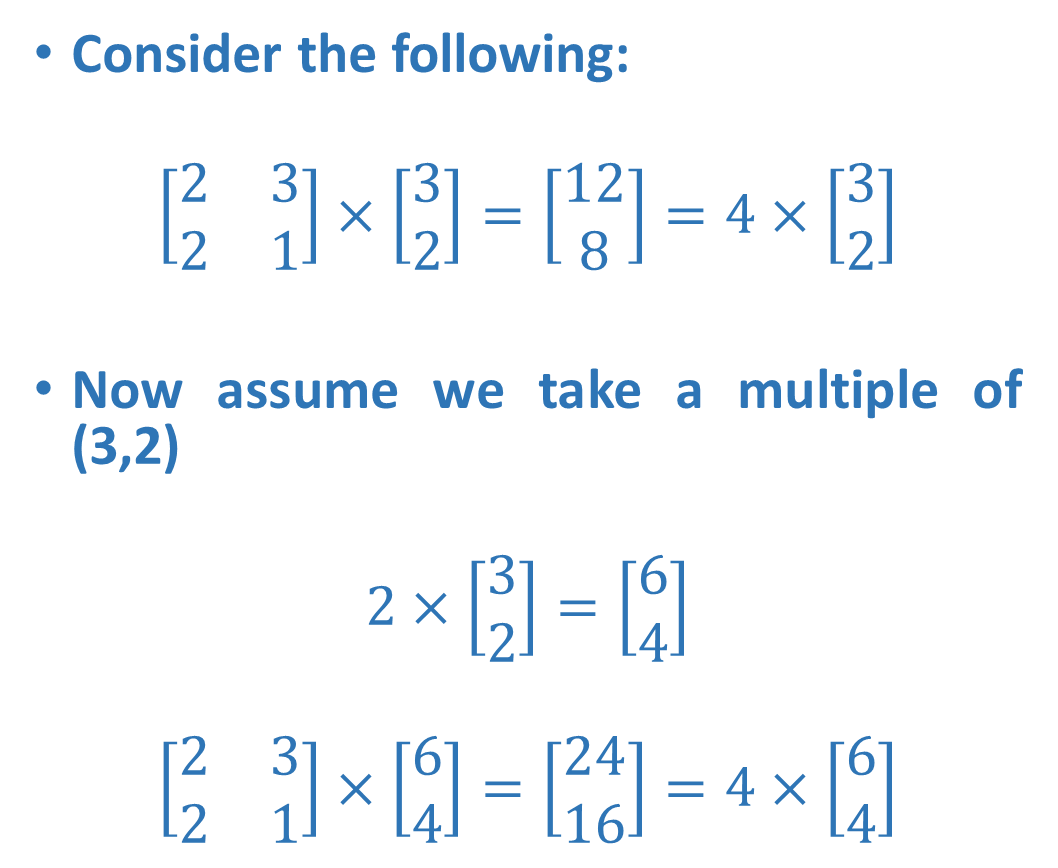 • Consider the following:
[2 3; 2 1] × [3; 2] = [12; 8] = 4 × [3; 2]
• Now assume we take a multiple of
(3,2)
2 × [3; 2] = [6; 4]
[2 3; 2 1] × [6; 4] = [24; 16] = 4 × [6; 4]